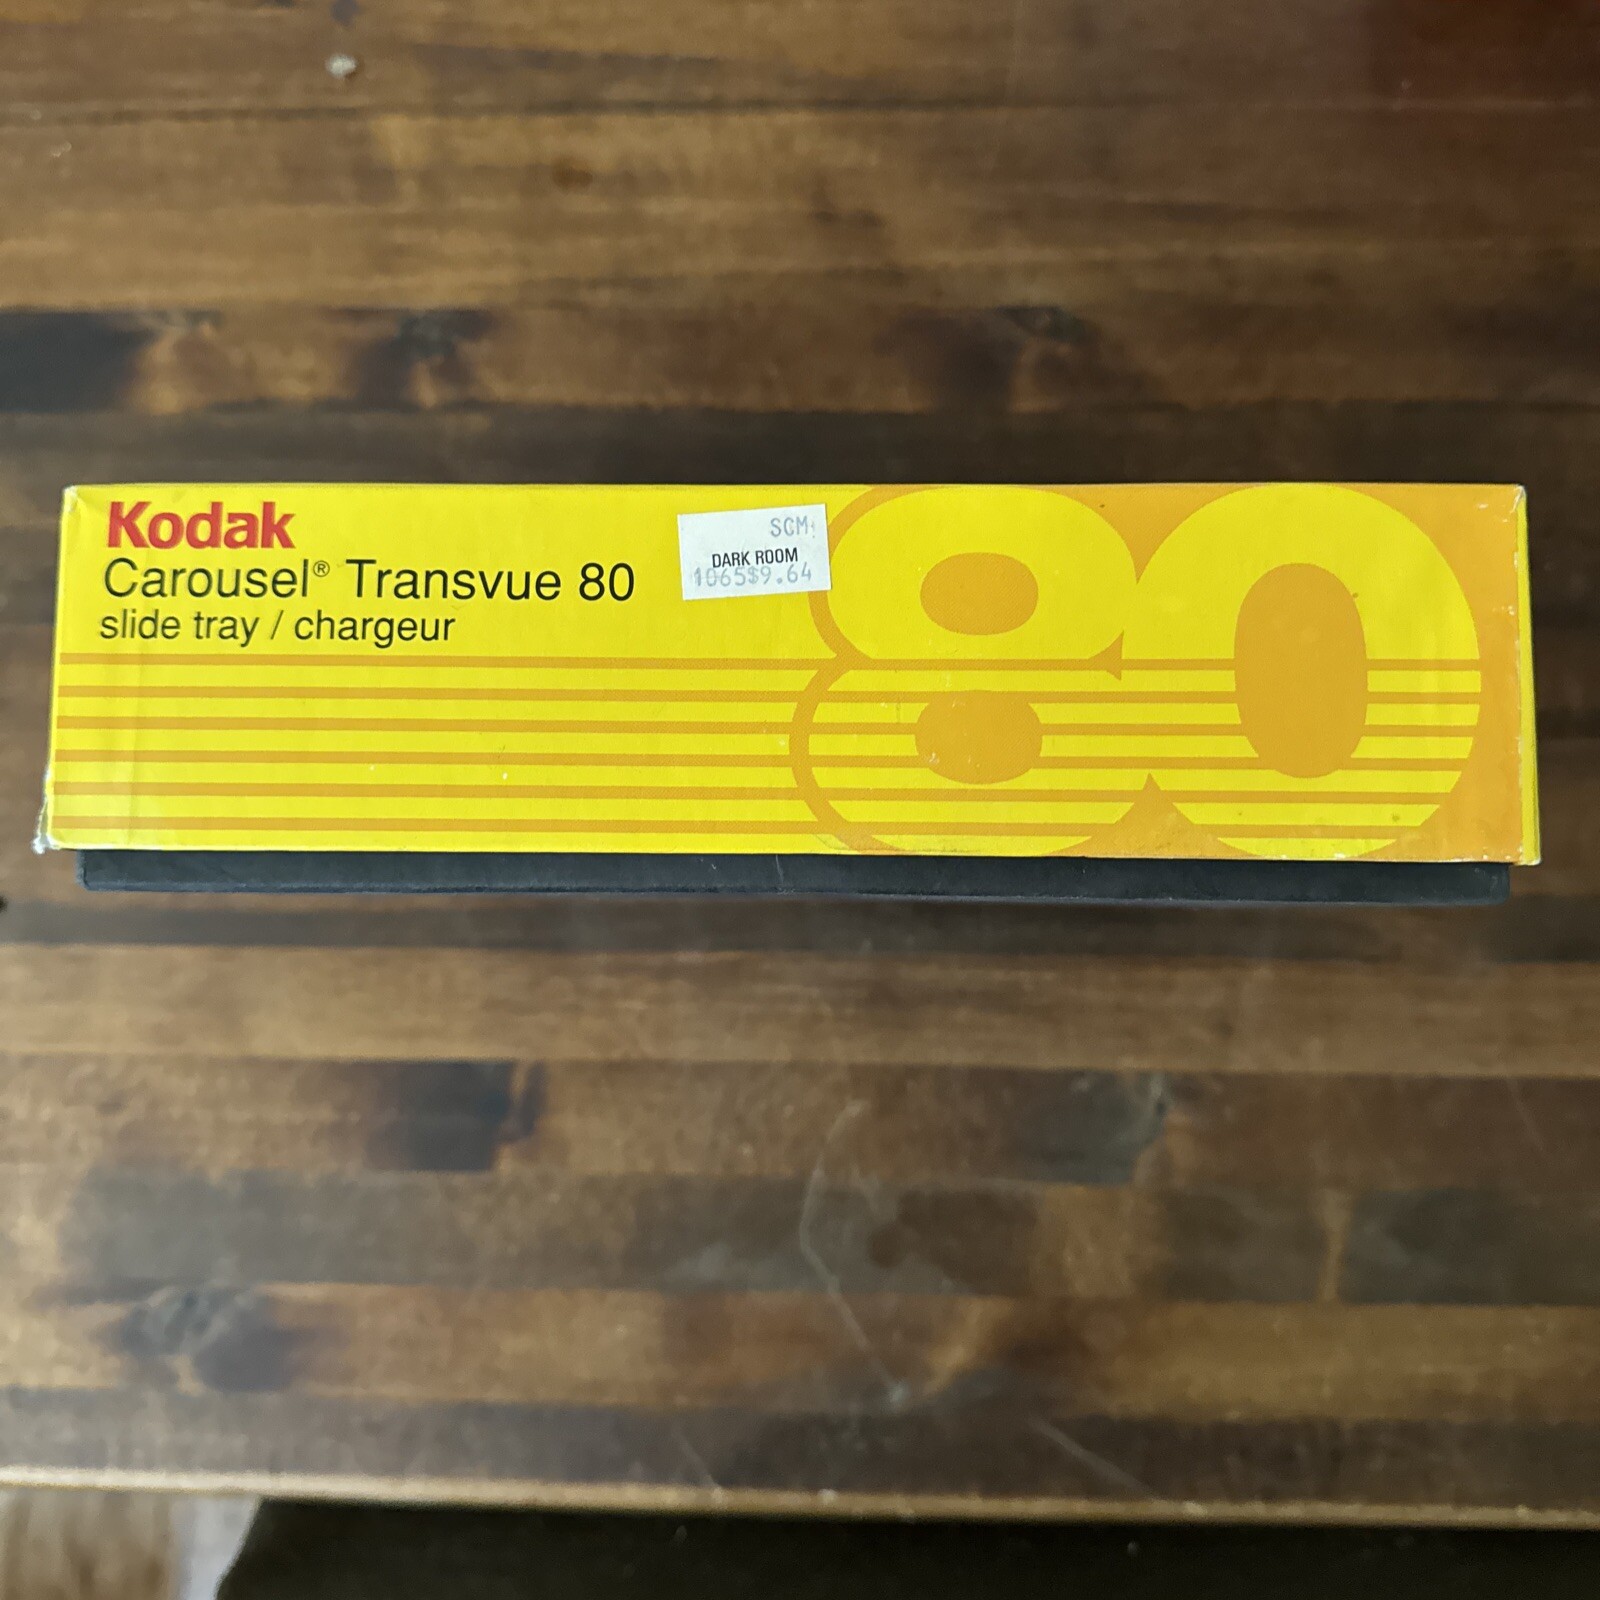 Kodak
Carousel® Transvue 80
slide tray / chargeur
SCM
DARK ROOM
1065$9.64
80